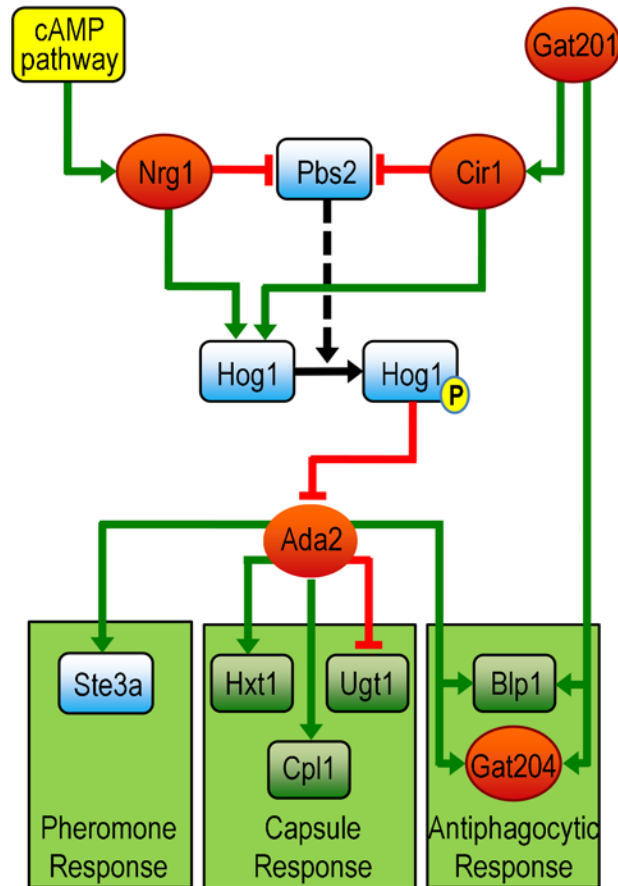 cAMP
pathway
Gat201
Nrg1
Pbs2
Cir1
Hog1
Hog1
P
Ada2
Ste3a
Hxt1
Ugt1
Blp1
Cpl1
Gat204
Pheromone
Response
Capsule
Response
Antiphagocytic
Response